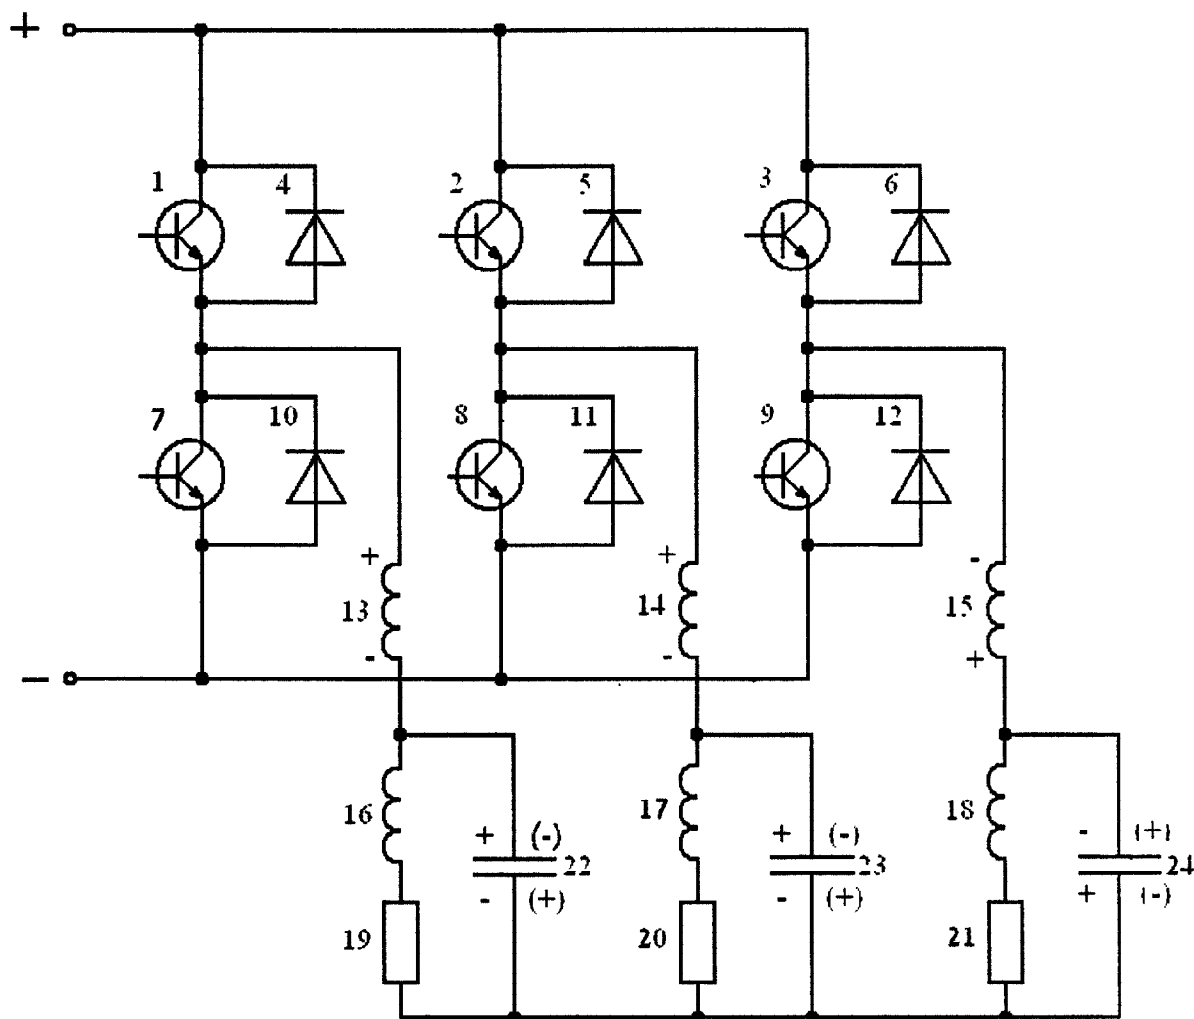 +
1 4 2 5 3 6
7 10 8 11 9 12
+ + -
13 14 15
- - +
−
16 17 18
+ (-) + (-) - (+)
22 23 24
- (+) - (+) + (-)
19 20 21